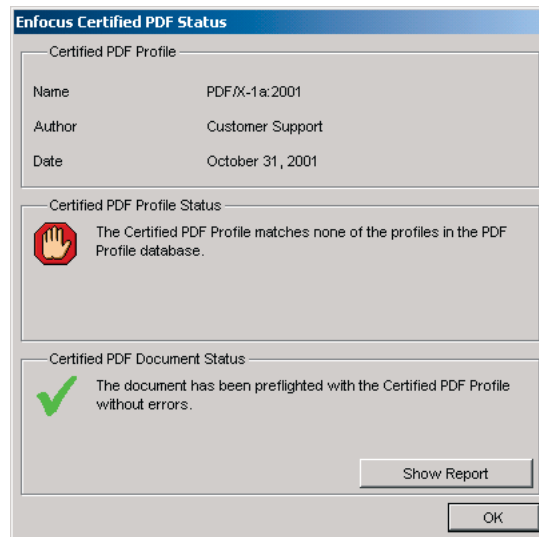 Enfocus Certified PDF Status
Certified PDF Profile
Name PDF/X-1a:2001
Author Customer Support
Date October 31, 2001
Certified PDF Profile Status
The Certified PDF Profile matches none of the profiles in the PDF
Profile database.
Certified PDF Document Status
The document has been preflighted with the Certified PDF Profile
without errors.
Show Report
OK